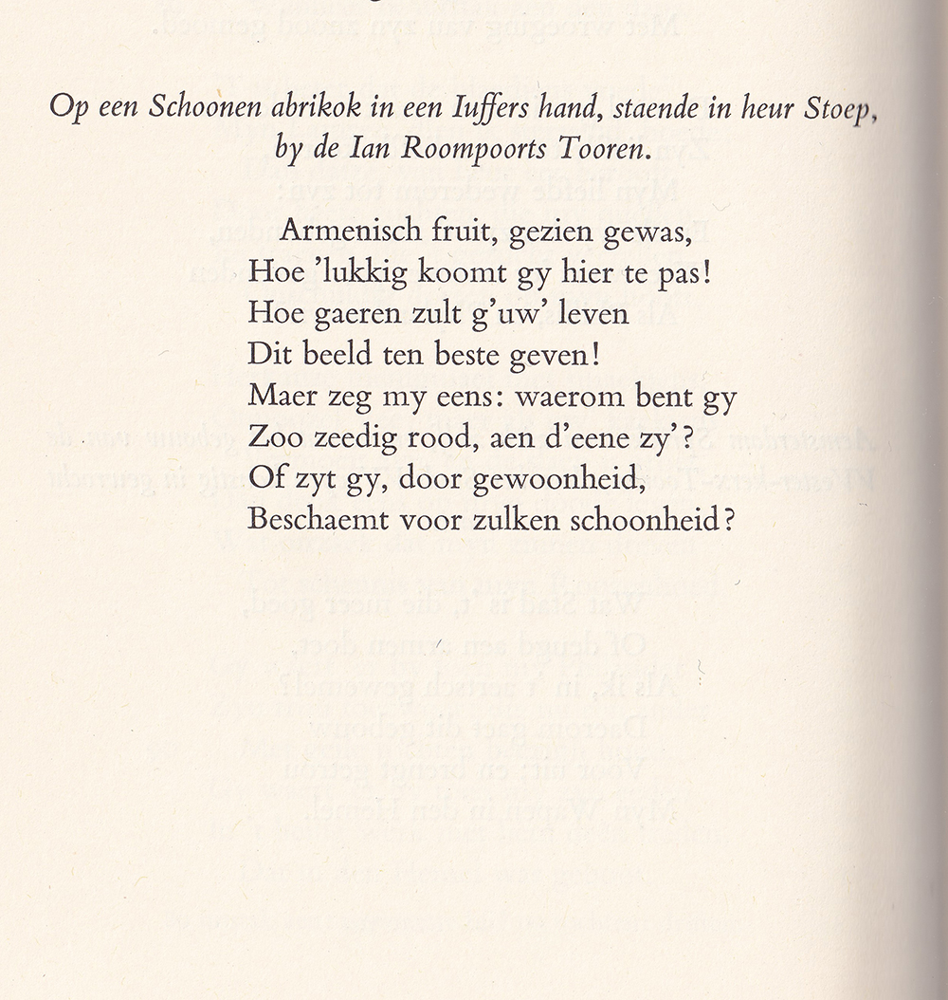 Op een Schoonen abrikok in een Iuffers hand, staende in heur Stoep,
by de Ian Roompoorts Tooren.
Armenisch fruit, gezien gewas,
Hoe ’lukkig koomt gy hier te pas!
Hoe gaeren zult g’uw’ leven
Dit beeld ten beste geven!
Maer zeg my eens: waerom bent gy
Zoo zeedig rood, aen d’eene zy’?
Of zyt gy, door gewoonheid,
Beschaemt voor zulken schoonheid?